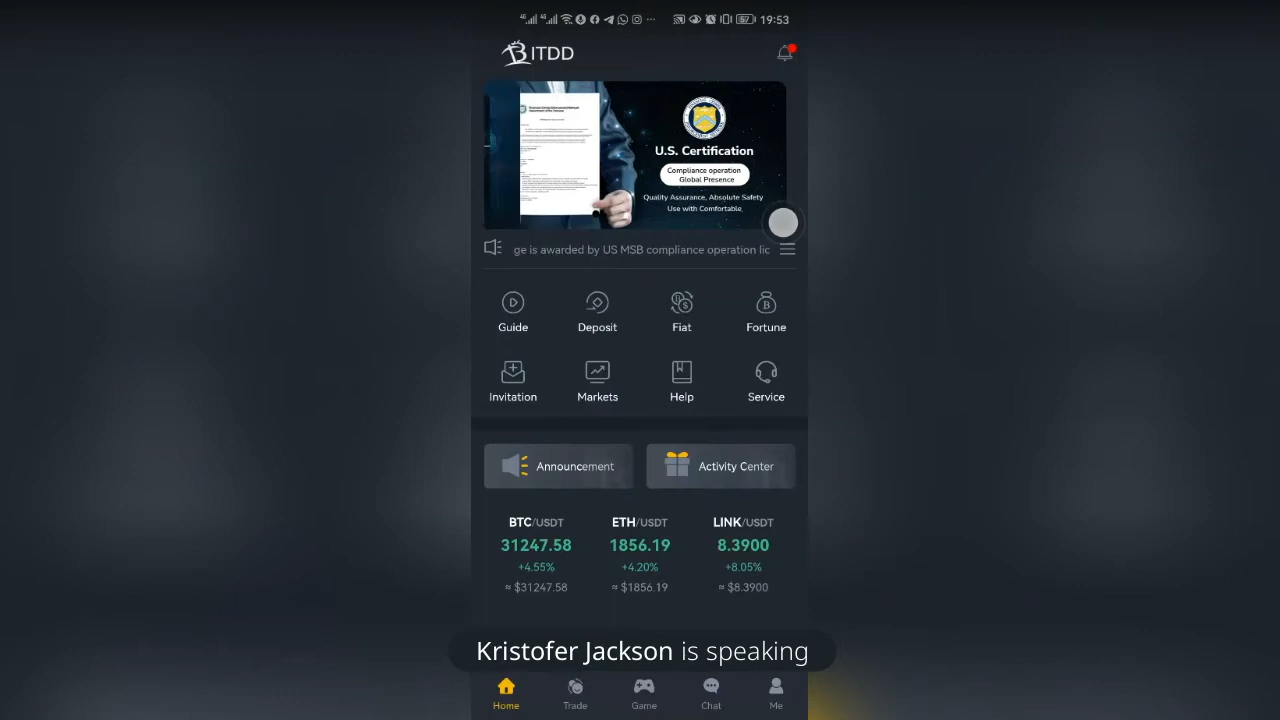 4G 4G 67 19:53
BITDD
U.S. Certification
Compliance operation
Global Presence
Quality Assurance, Absolute Safety
Use with Comfortable,
ge is awarded by US MSB compliance operation lic
Guide Deposit Fiat Fortune
Invitation Markets Help Service
Announcement Activity Center
BTC/USDT ETH/USDT LINK/USDT
31247.58 1856.19 8.3900
+4.55% +4.20% +8.05%
≈ $31247.58 ≈ $1856.19 ≈ $8.3900
Kristofer Jackson is speaking
Home Trade Game Chat Me